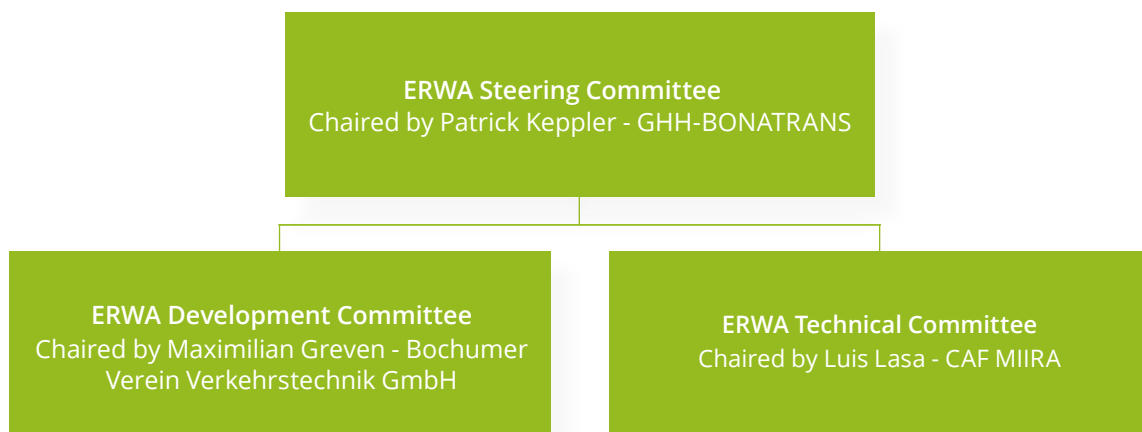 ERWA Steering Committee
Chaired by Patrick Keppler - GHH-BONATRANS
ERWA Development Committee
Chaired by Maximilian Greven - Bochumer
Verein Verkehrstechnik GmbH
ERWA Technical Committee
Chaired by Luis Lasa - CAF MIIRA